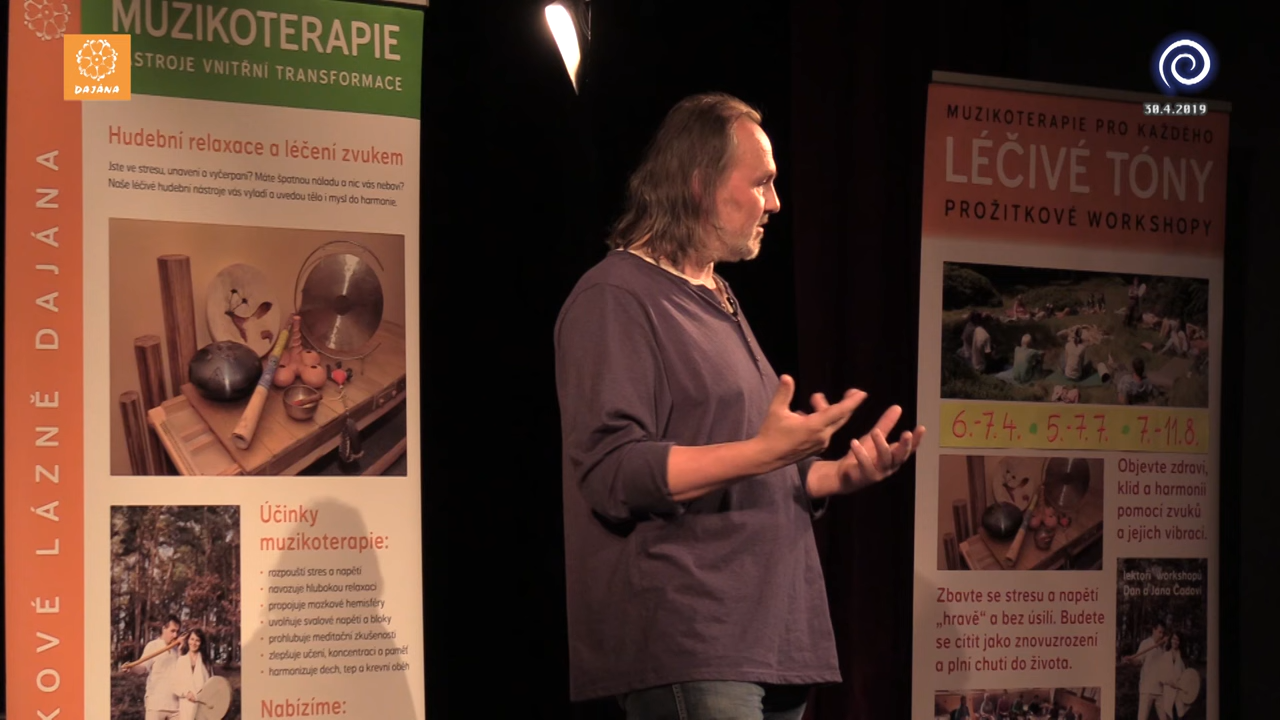 MUZIKOTERAPIE
STROJE VNITŘNÍ TRANSFORMACE
DAJÁNA
Hudební relaxace a léčení zvukem
Jste ve stresu, unavení a vyčerpaní? Máte špatnou náladu a nic vás nebaví?
Naše léčivé hudební nástroje vás vyladí a uvedou tělo i mysl do harmonie.
KOVÉ LÁZNĚ DAJÁNA
Účinky
muzikoterapie:
• rozpouští stres a napětí
• navozuje hlubokou relaxaci
• propojuje mozkové hemisféry
• uvolňuje svalové napětí a bloky
• prohlubuje meditační zkušenosti
• zlepšuje učení, koncentraci a paměť
• harmonizuje dech, tep a krevní oběh
Nabízíme:
30.4.2019
MUZIKOTERAPIE PRO KAŽDÉHO
LÉČIVÉ TÓNY
PROŽITKOVÉ WORKSHOPY
6.-7.4. • 5.-7.7. • 7.-11.8.
Objevte zdraví,
klid a harmonii
pomocí zvuků
a jejich vibrací.
lektoři workshopů
Dan a Jana Čadovi
Zbavte se stresu a napětí
„hravě“ a bez úsilí. Budete
se cítit jako znovuzrození
a plní chuti do života.